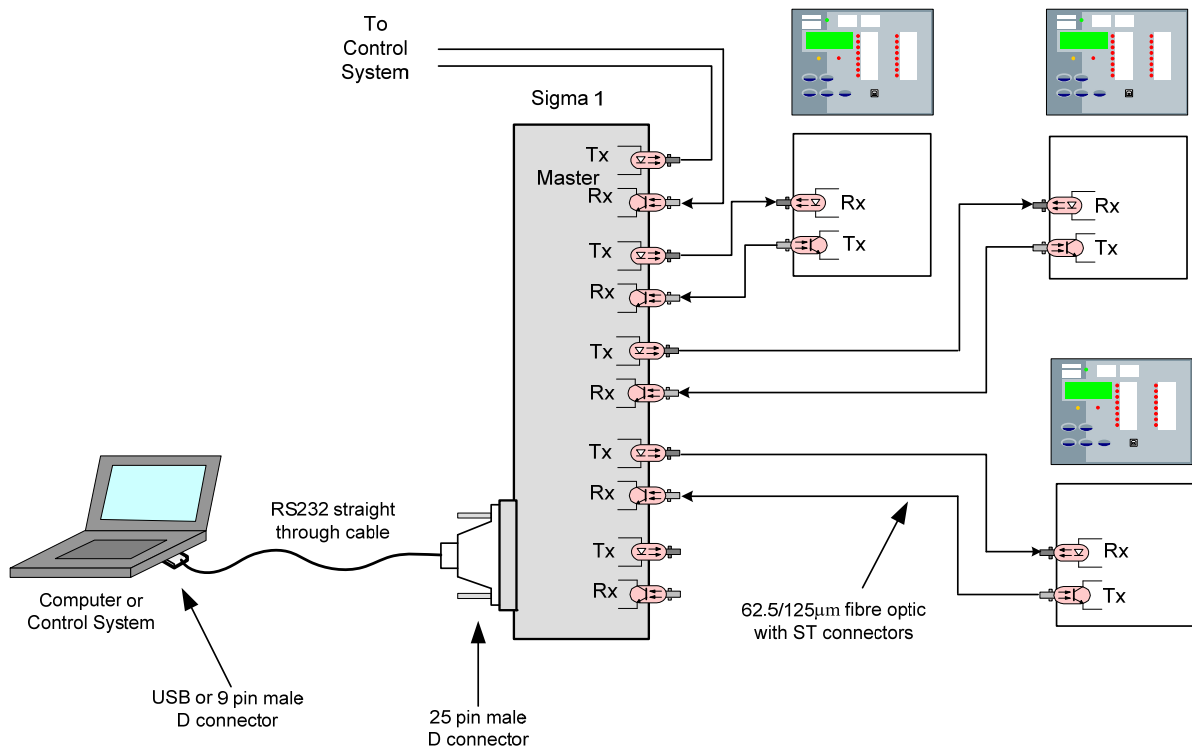 To
Control
System
Sigma 1
Tx
Master
Rx
Tx
Rx
Tx
Rx
Tx
Rx
Tx
Rx
Rx
Tx
Rx
Tx
Rx
Tx
RS232 straight
through cable
Computer or
Control System
USB or 9 pin male
D connector
25 pin male
D connector
62.5/125μm fibre optic
with ST connectors